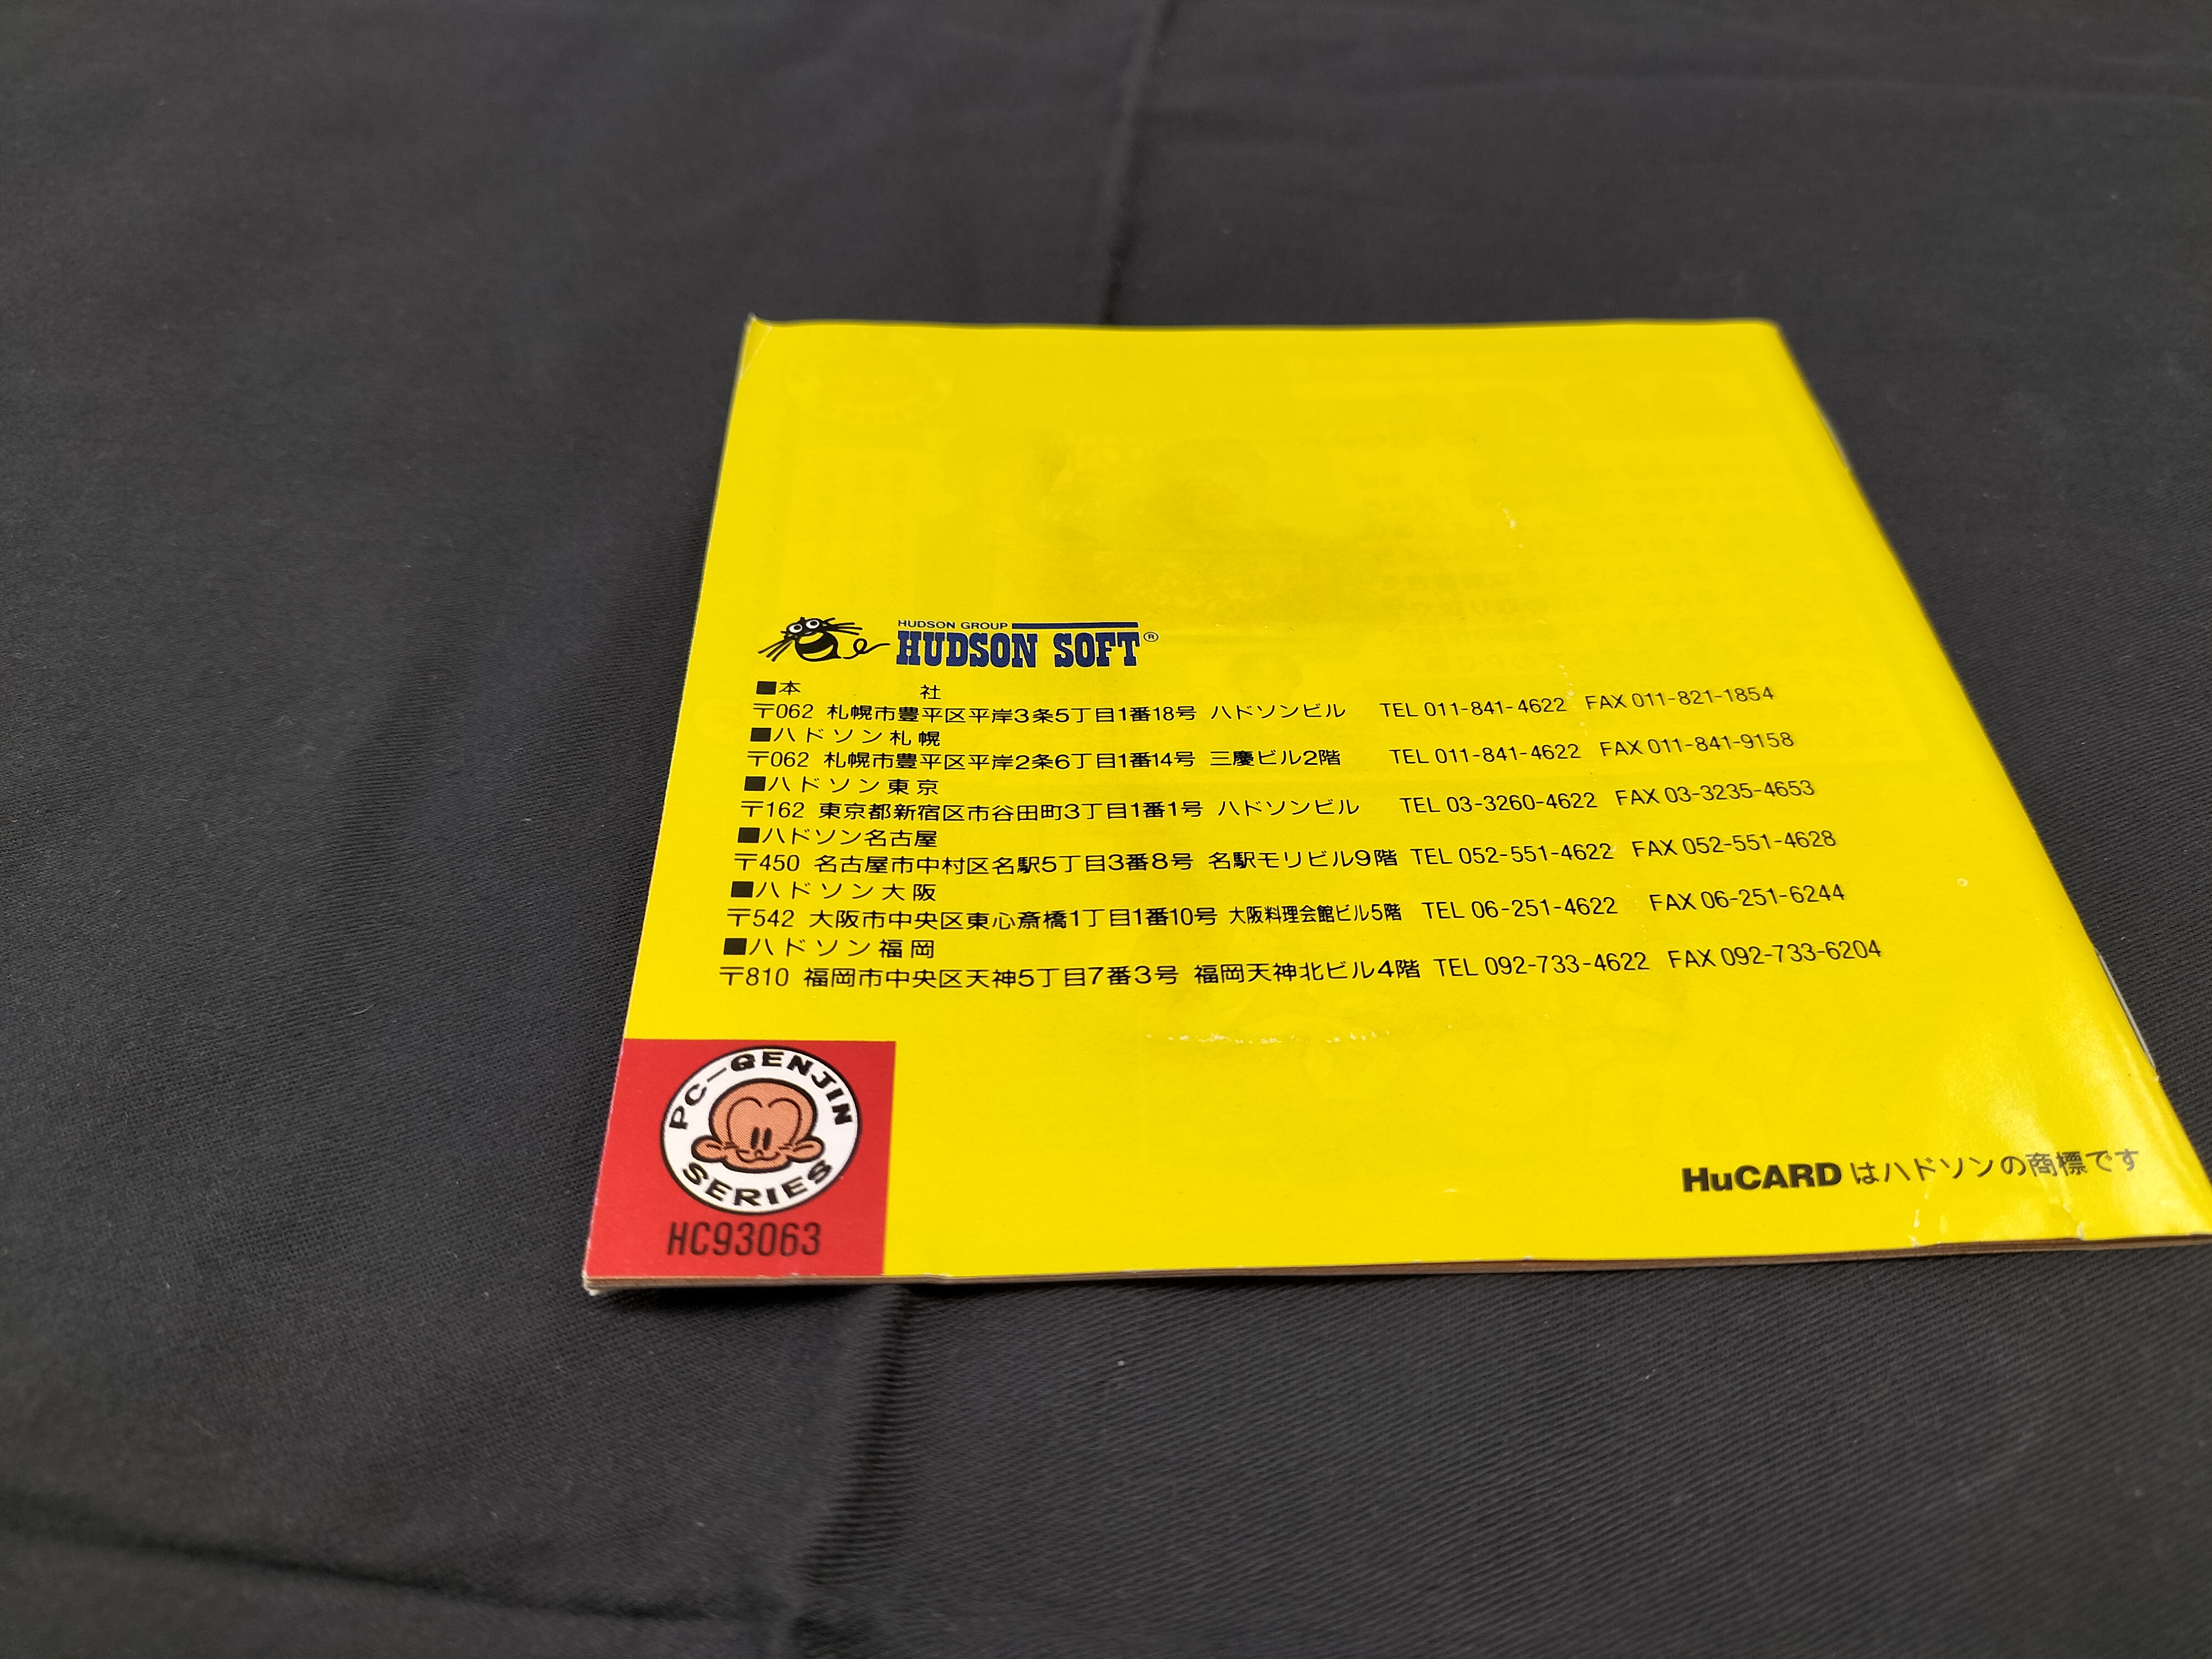 HUDSON GROUP
HUDSON SOFT®
■本 社
〒062 札幌市豊平区平岸3条5丁目1番18号 ハドソンビル TEL 011-841-4622 FAX 011-821-1854
■ハドソン札幌
〒062 札幌市豊平区平岸2条6丁目1番14号 三慶ビル2階 TEL 011-841-4622 FAX 011-841-9158
■ハドソン東京
〒162 東京都新宿区市谷田町3丁目1番1号 ハドソンビル TEL 03-3260-4622 FAX 03-3235-4653
■ハドソン名古屋
〒450 名古屋市中村区名駅5丁目3番8号 名駅モリビル9階 TEL 052-551-4622 FAX 052-551-4628
■ハドソン大阪
〒542 大阪市中央区東心斎橋1丁目1番10号 大阪料理会館ビル5階 TEL 06-251-4622 FAX 06-251-6244
■ハドソン福岡
〒810 福岡市中央区天神5丁目7番3号 福岡天神北ビル4階 TEL 092-733-4622 FAX 092-733-6204
PC-GENJIN
SERIES
HC93063
HuCARDはハドソンの商標です